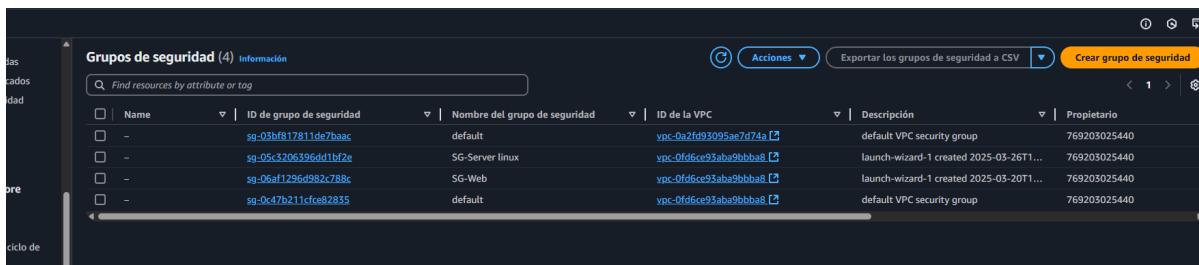 Grupos de seguridad (4) Información
Acciones
Exportar los grupos de seguridad a CSV
Crear grupo de seguridad
Find resources by attribute or tag
1
Name ID de grupo de seguridad Nombre del grupo de seguridad ID de la VPC Descripción Propietario
– sg-03bf817811de7baac default vpc-0a2fd93095ae7d74a default VPC security group 769203025440
– sg-05c3206396dd1bf2e SG-Server linux vpc-0fd6ce93aba9bbba8 launch-wizard-1 created 2025-03-26T1... 769203025440
– sg-06af1296d982c788c SG-Web vpc-0fd6ce93aba9bbba8 launch-wizard-1 created 2025-03-20T1... 769203025440
– sg-0c47b211cfce82835 default vpc-0fd6ce93aba9bbba8 default VPC security group 769203025440
das
cados
idad
ore
ciclo de